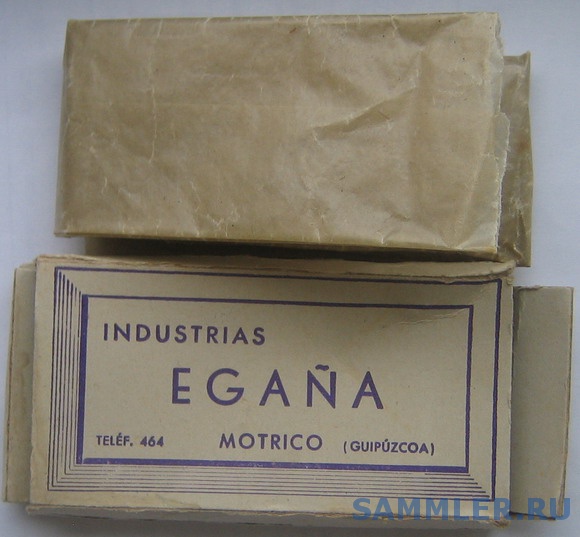 INDUSTRIAS
EGAÑA
TELÉF. 464 MOTRICO (GUIPÚZCOA)
SAMMLER.RU